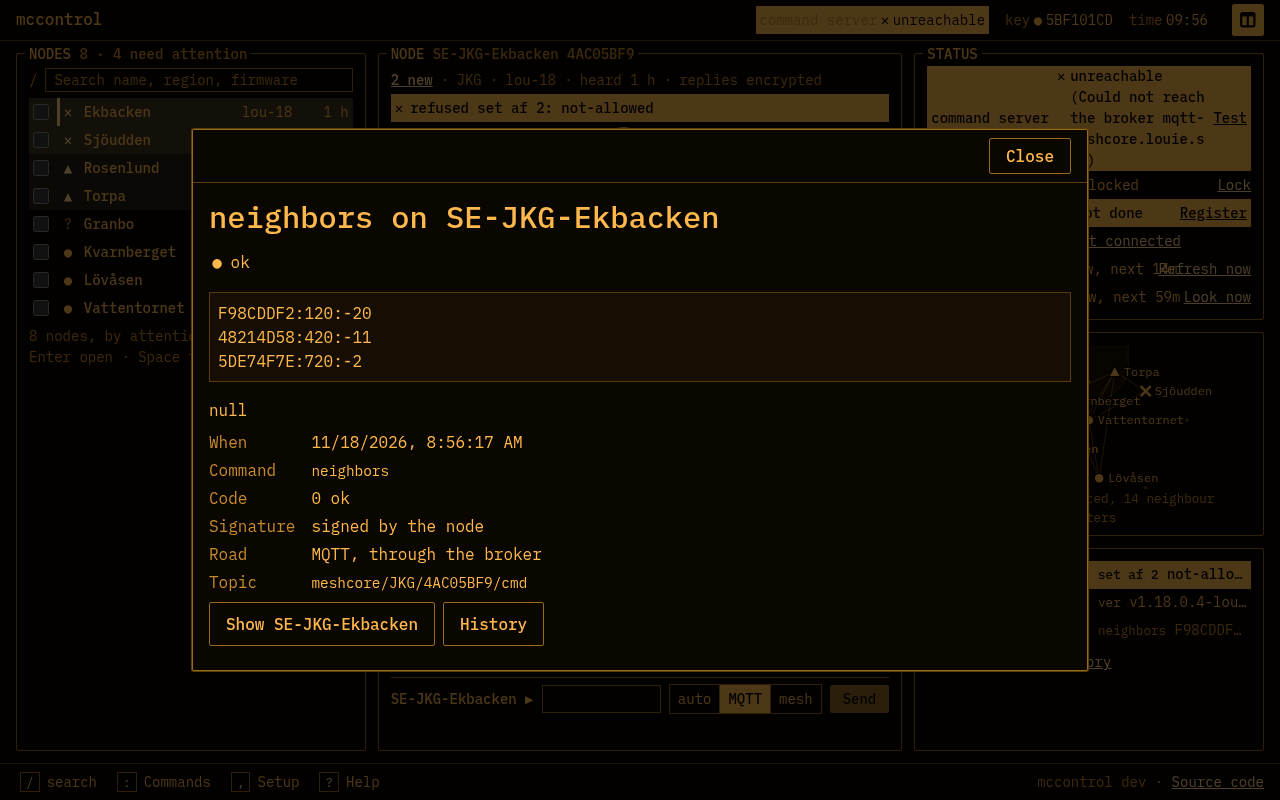 mccontrol
command server × unreachable
key ● 5BF101CD
time 09:56
NODES 8 · 4 need attention
/ Search name, region, firmware
× Ekbacken lou-18 1 h
× Sjöudden
▲ Rosenlund
▲ Torpa
? Granbo
● Kvarnberget
● Lövåsen
● Vattentornet
8 nodes, by attenti
Enter open · Space
NODE SE-JKG-Ekbacken 4AC05BF9
2 new · JKG · lou-18 · heard 1 h · replies encrypted
× refused set af 2: not-allowed
STATUS
command server × unreachable
(Could not reach
the broker mqtt-
shcore.louie.s
)
Test
locked Lock
ot done Register
t connected
w, next 14m Refresh now
w, next 59m Look now
Close
neighbors on SE-JKG-Ekbacken
● ok
F98CDDF2:120:-20
48214D58:420:-11
5DE74F7E:720:-2
null
When 11/18/2026, 8:56:17 AM
Command neighbors
Code 0 ok
Signature signed by the node
Road MQTT, through the broker
Topic meshcore/JKG/4AC05BF9/cmd
Show SE-JKG-Ekbacken
History
Torpa
Sjöudden
nberget
Vattentornet
n
Lövåsen
ted, 14 neighbour
ters
set af 2 not-allo…
ver v1.18.0.4-lou…
neighbors F98CDDF…
ory
SE-JKG-Ekbacken ▶ auto MQTT mesh Send
/ search
: Commands
, Setup
? Help
mccontrol dev · Source code